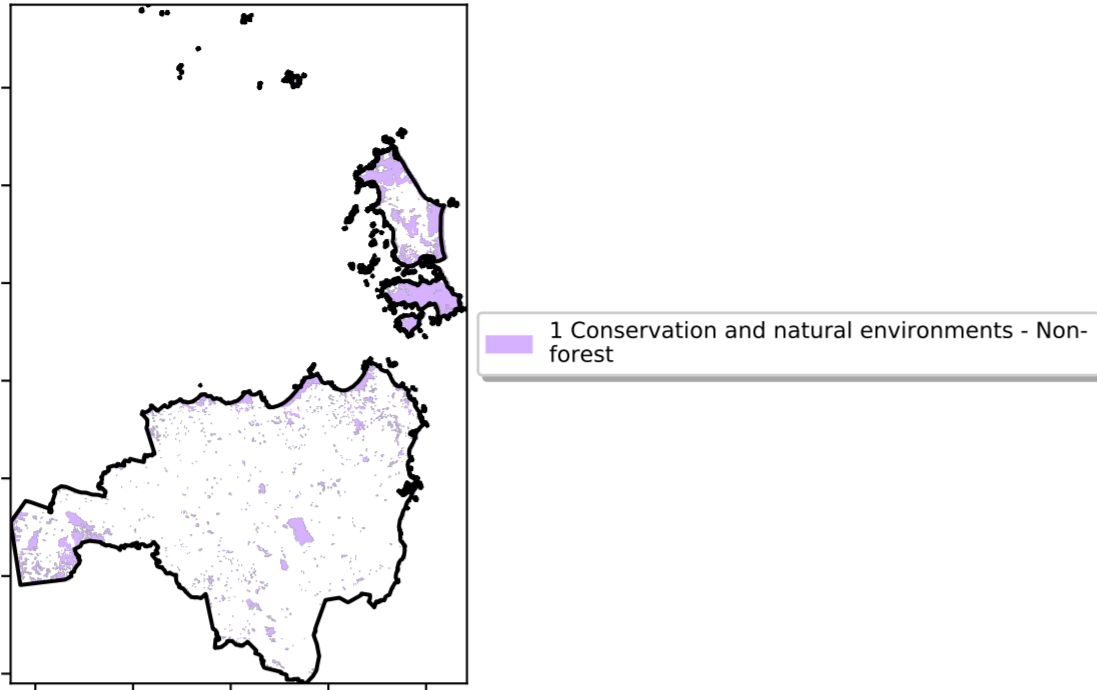 1 Conservation and natural environments - Non-
forest